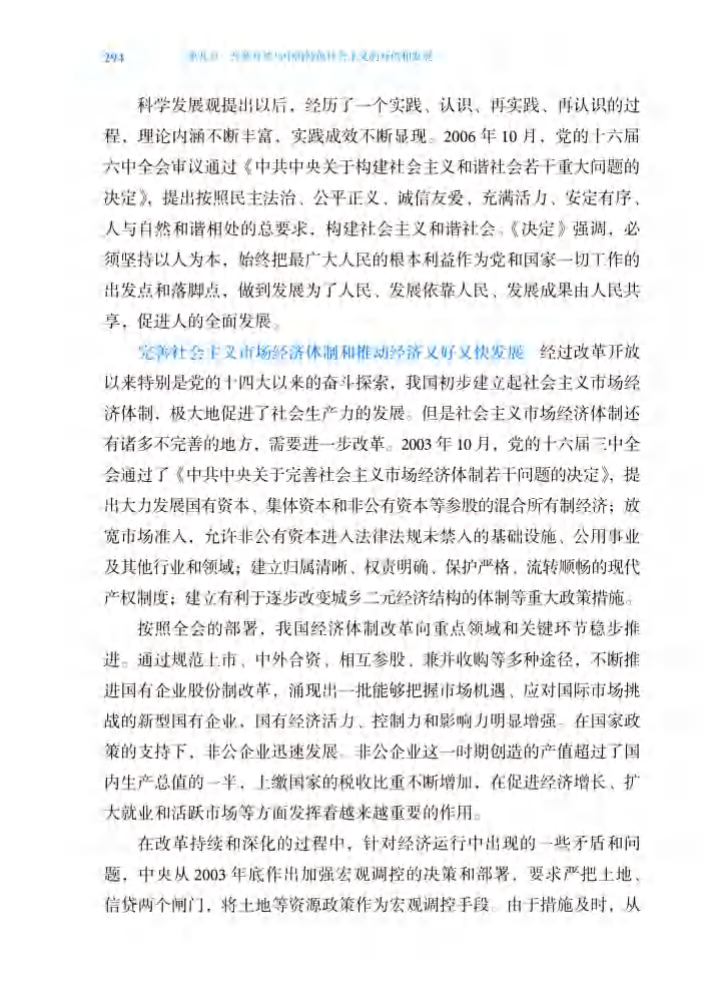 294
科学发展观提出以后，经历了一个实践、认识、再实践、再认识的过
程，理论内涵不断丰富、实践成效不断显现。2006 年 10 月，党的十六届
六中全会审议通过《中共中央关于构建社会主义和谐社会若干重大问题的
决定》，提出按照民主法治、公平正义、诚信友爱、充满活力、安定有序、
人与自然和谐相处的总要求，构建社会主义和谐社会。《决定》强调，必
须坚持以人为本，始终把最广大人民的根本利益作为党和国家一切工作的
出发点和落脚点，做到发展为了人民、发展依靠人民、发展成果由人民共
享，促进人的全面发展。
完善社会主义市场经济体制和推动经济又好又快发展　经过改革开放
以来特别是党的十四大以来的奋斗探索，我国初步建立起社会主义市场经
济体制，极大地促进了社会生产力的发展。但是社会主义市场经济体制还
有诸多不完善的地方，需要进一步改革。2003 年 10 月，党的十六届三中全
会通过了《中共中央关于完善社会主义市场经济体制若干问题的决定》，提
出大力发展国有资本、集体资本和非公有资本等参股的混合所有制经济；放
宽市场准入，允许非公有资本进入法律法规未禁入的基础设施、公用事业
及其他行业和领域；建立归属清晰、权责明确、保护严格、流转顺畅的现代
产权制度；建立有利于逐步改变城乡二元经济结构的体制等重大政策措施。
按照全会的部署，我国经济体制改革向重点领域和关键环节稳步推
进。通过规范上市、中外合资、相互参股、兼并收购等多种途径，不断推
进国有企业股份制改革，涌现出一批能够把握市场机遇、应对国际市场挑
战的新型国有企业，国有经济活力、控制力和影响力明显增强。在国家政
策的支持下，非公企业迅速发展。非公企业这一时期创造的产值超过了国
内生产总值的一半，上缴国家的税收比重不断增加，在促进经济增长、扩
大就业和活跃市场等方面发挥着越来越重要的作用。
在改革持续和深化的过程中，针对经济运行中出现的一些矛盾和问
题，中央从 2003 年底作出加强宏观调控的决策和部署，要求严把土地、
信贷两个闸门，将土地等资源政策作为宏观调控手段。由于措施及时，从